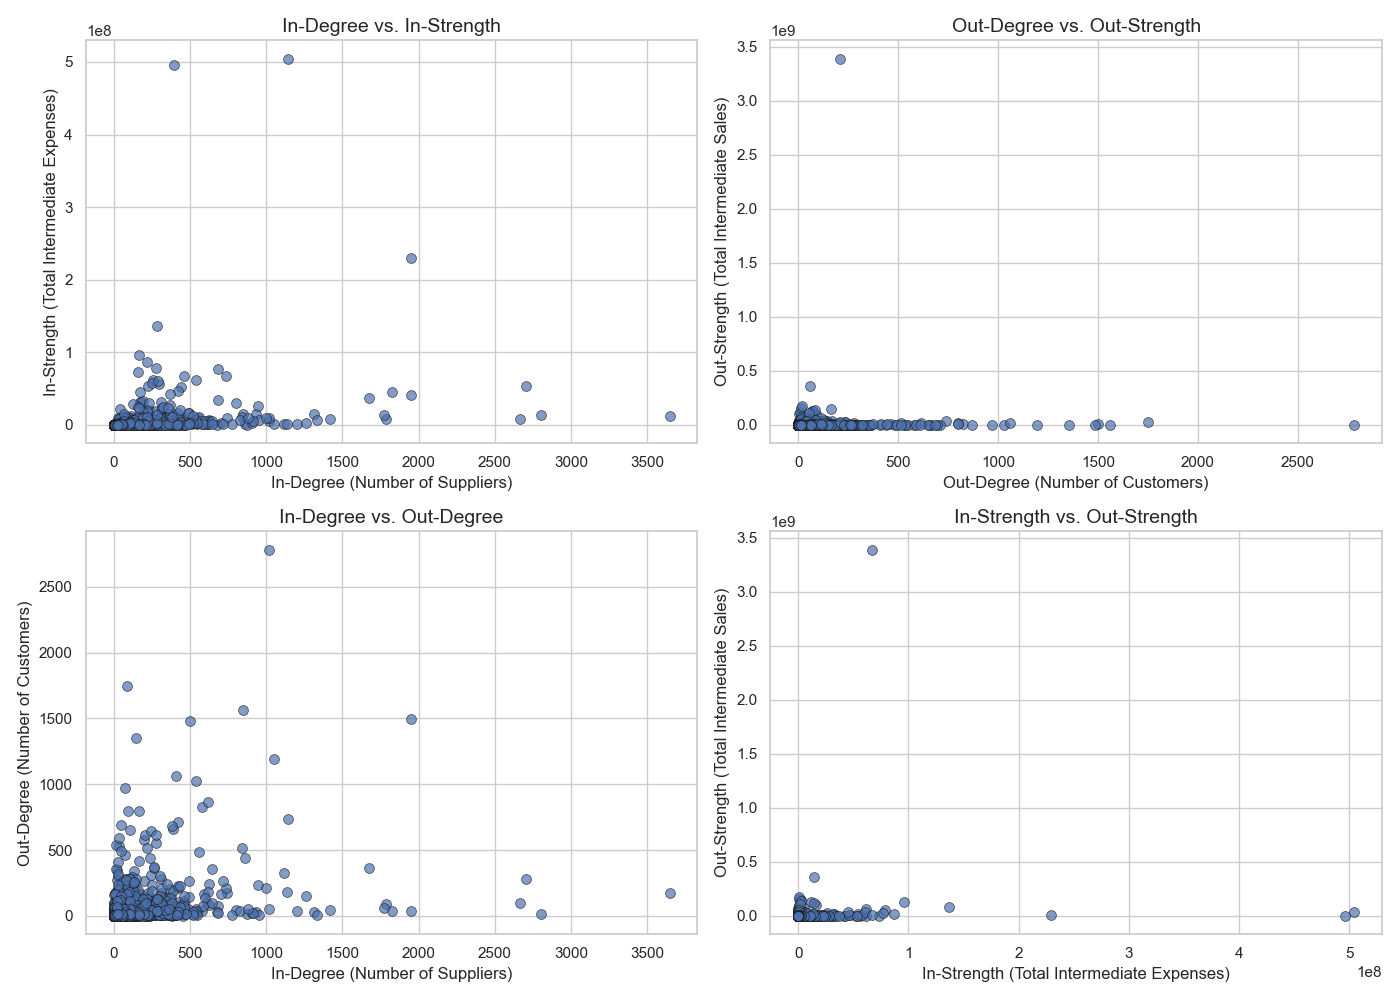 In-Degree vs. In-Strength
1e8
In-Strength (Total Intermediate Expenses)
5
4
3
2
1
0
0 500 1000 1500 2000 2500 3000 3500
In-Degree (Number of Suppliers)
Out-Degree vs. Out-Strength
1e9
Out-Strength (Total Intermediate Sales)
3.5
3.0
2.5
2.0
1.5
1.0
0.5
0.0
0 500 1000 1500 2000 2500
Out-Degree (Number of Customers)
In-Degree vs. Out-Degree
Out-Degree (Number of Customers)
2500
2000
1500
1000
500
0
0 500 1000 1500 2000 2500 3000 3500
In-Degree (Number of Suppliers)
In-Strength vs. Out-Strength
1e9
Out-Strength (Total Intermediate Sales)
3.5
3.0
2.5
2.0
1.5
1.0
0.5
0.0
0 1 2 3 4 5
In-Strength (Total Intermediate Expenses)
1e8